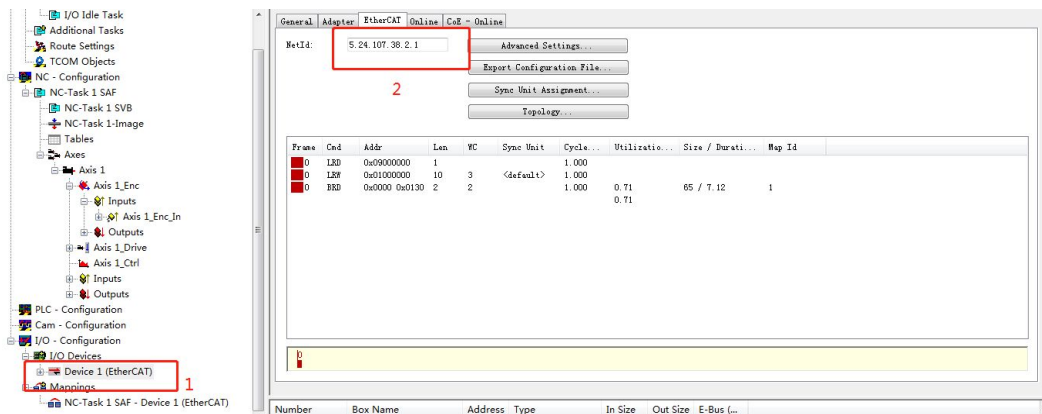 I/O Idle Task
Additional Tasks
Route Settings
TCOM Objects
NC - Configuration
NC-Task 1 SAF
NC-Task 1 SVB
NC-Task 1-Image
Tables
Axes
Axis 1
Axis 1_Enc
Inputs
Axis 1_Enc_In
Outputs
Axis 1_Drive
Axis 1_Ctrl
Inputs
Outputs
PLC - Configuration
Cam - Configuration
I/O - Configuration
I/O Devices
Device 1 (EtherCAT)
1
Mappings
NC-Task 1 SAF - Device 1 (EtherCAT)
General Adapter EtherCAT Online CoE - Online
NetId: 5.24.107.38.2.1 Advanced Settings...
Export Configuration File...
2
Sync Unit Assignment...
Topology...
Frame Cmd Addr Len WC Sync Unit Cycle... Utilizatio... Size / Durati... Map Id
0 LRD 0x09000000 1 1.000
0 LRW 0x01000000 10 3 <default> 1.000
0 BRD 0x0000 0x0130 2 2 1.000 0.71 65 / 7.12 1
0.71
0
Number Box Name Address Type In Size Out Size E-Bus (...